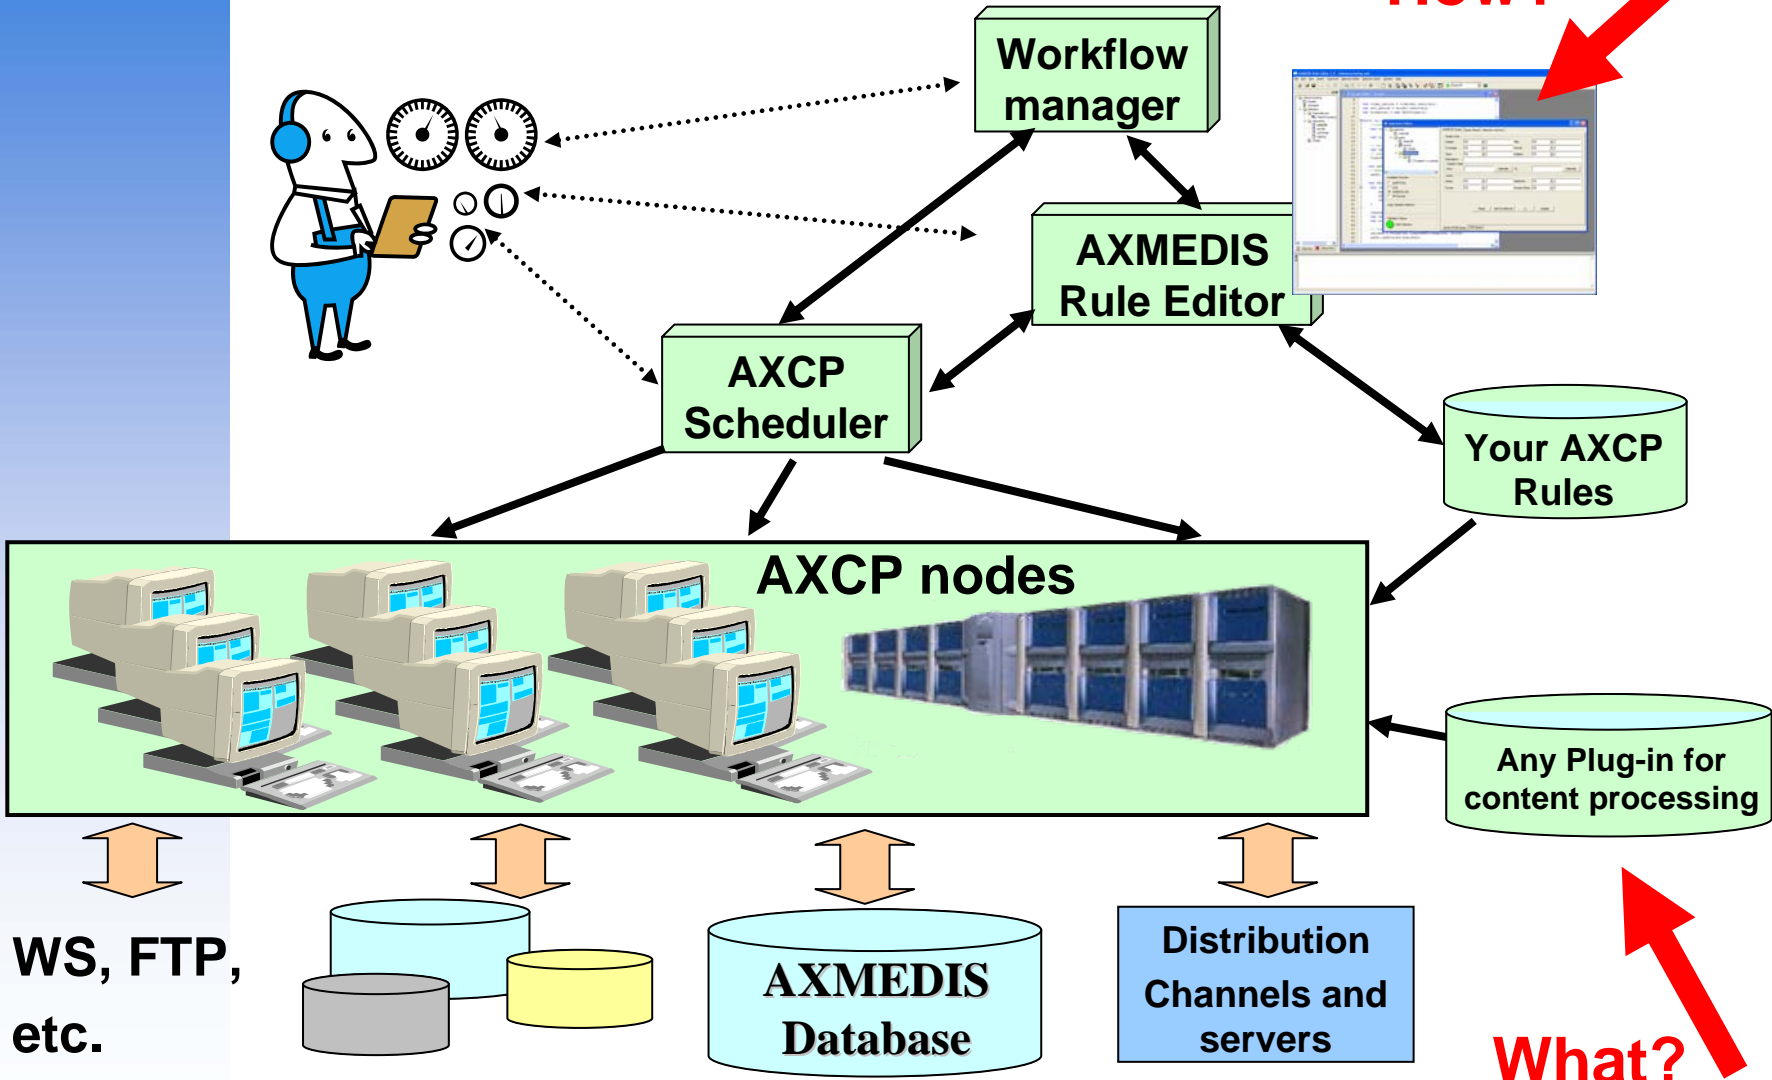 How?
Workflow
manager
AXMEDIS
Rule Editor
AXCP
Scheduler
Your AXCP
Rules
AXCP nodes
Any Plug-in for
content processing
WS, FTP,
etc.
AXMEDIS
Database
Distribution
Channels and
servers
What?